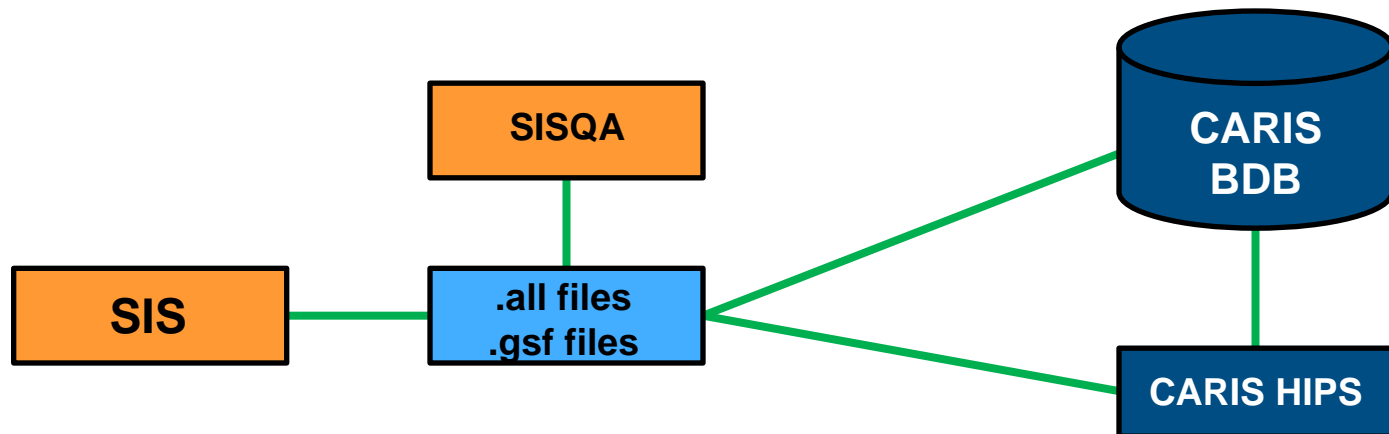 SISQA
CARIS
BDB
SIS
.all files
.gsf files
CARIS HIPS